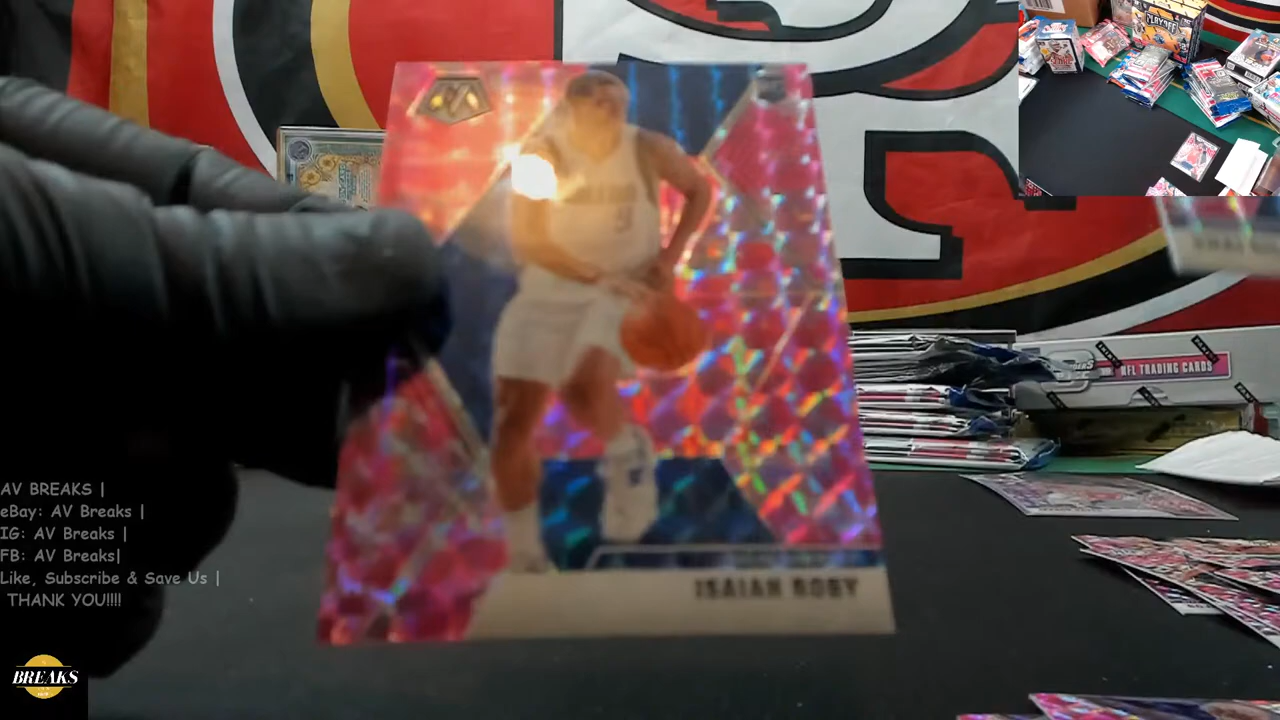 PLAYOFF
NFL TRADING CARDS
ISAIAH ROBY
AV BREAKS |
eBay: AV Breaks |
IG: AV Breaks |
FB: AV Breaks|
Like, Subscribe & Save Us |
THANK YOU!!!!
BREAKS